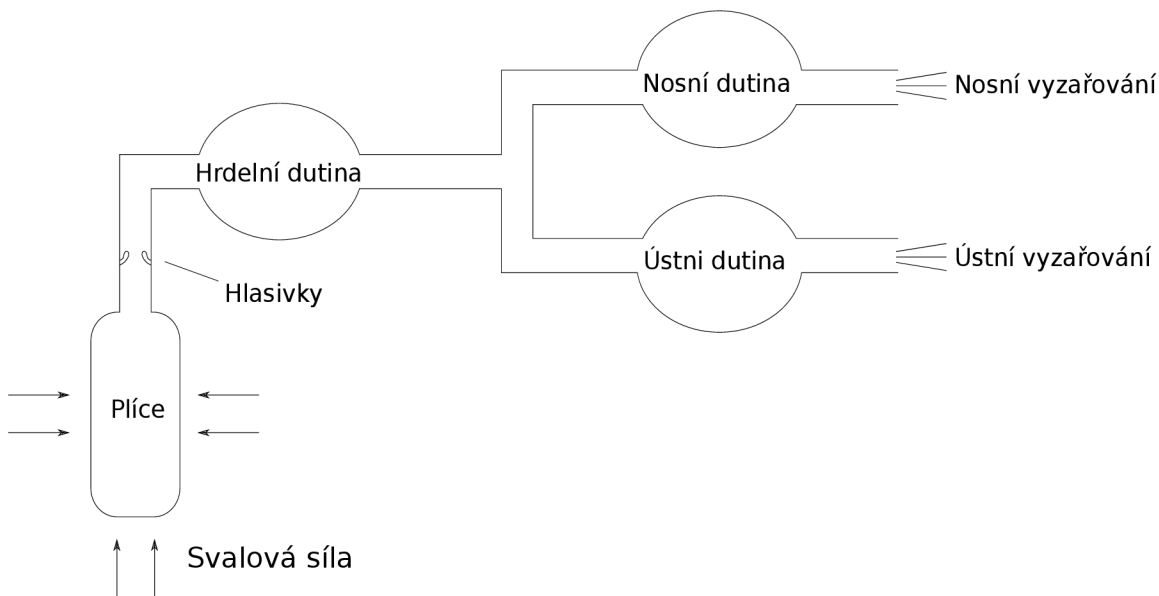 Nosní dutina
Nosní vyzařování
Hrdelní dutina
Ústni dutina
Ústní vyzařování
Hlasivky
Plíce
Svalová síla